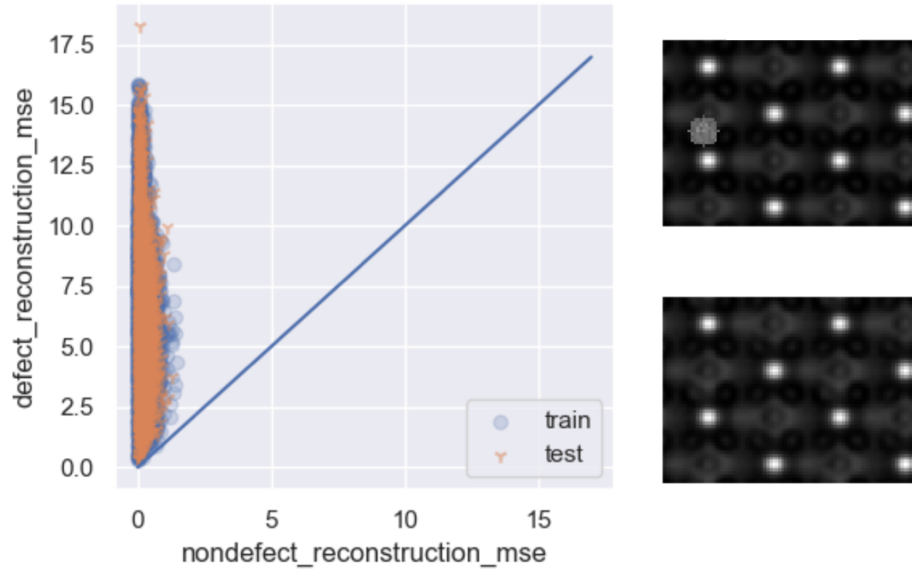 17.5
15.0
12.5
10.0
7.5
5.0
2.5
0.0
defect_reconstruction_mse
0 5 10 15
nondefect_reconstruction_mse
train
test